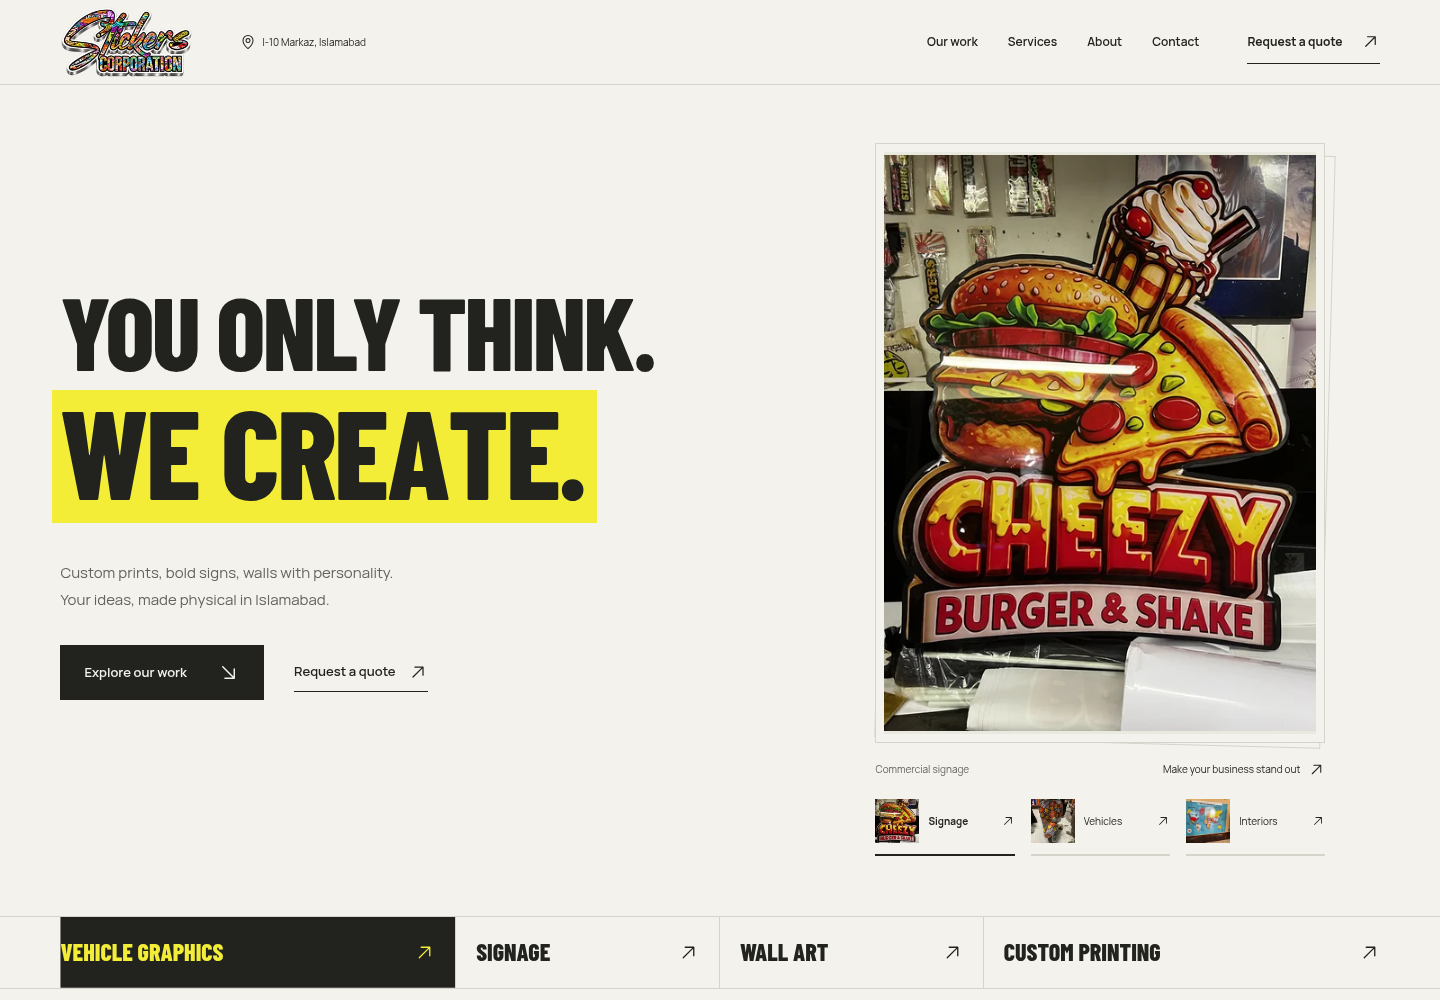 Stickers
CORPORATION
I-10 Markaz, Islamabad
Our work
Services
About
Contact
Request a quote
YOU ONLY THINK.
WE CREATE.
Custom prints, bold signs, walls with personality.
Your ideas, made physical in Islamabad.
Explore our work
Request a quote
CHEEZY
BURGER & SHAKE
Commercial signage
Make your business stand out
Signage
Vehicles
Interiors
VEHICLE GRAPHICS
SIGNAGE
WALL ART
CUSTOM PRINTING